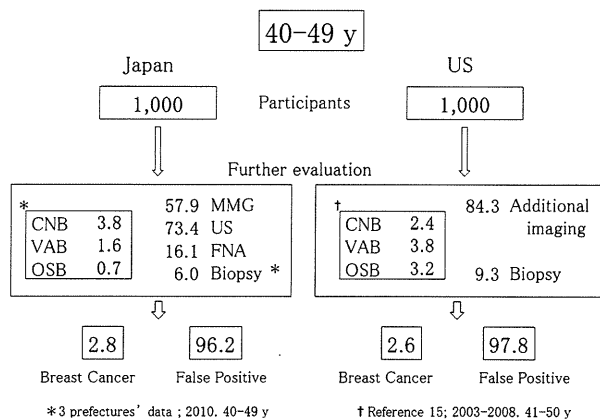 40-49 y
Japan US
1,000 Participants 1,000
Further evaluation
*
CNB 3.8
VAB 1.6
OSB 0.7
57.9 MMG
73.4 US
16.1 FNA
6.0 Biopsy *
†
CNB 2.4
VAB 3.8
OSB 3.2
84.3 Additional
imaging
9.3 Biopsy
2.8 96.2
Breast Cancer False Positive
2.6 97.8
Breast Cancer False Positive
* 3 prefectures' data ; 2010. 40-49 y
† Reference 15; 2003-2008. 41-50 y